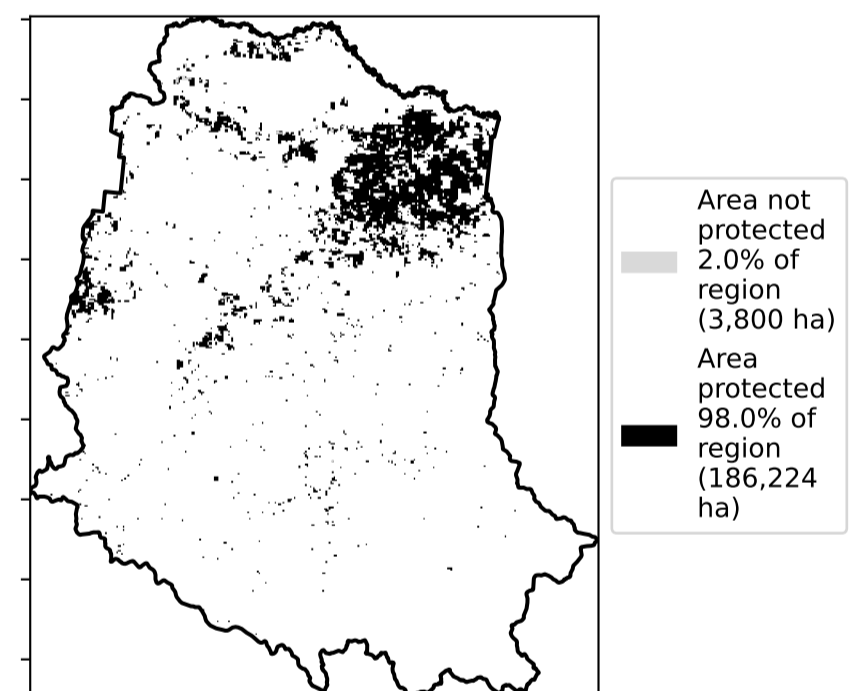 Area not
protected
2.0% of
region
(3,800 ha)
Area
protected
98.0% of
region
(186,224
ha)